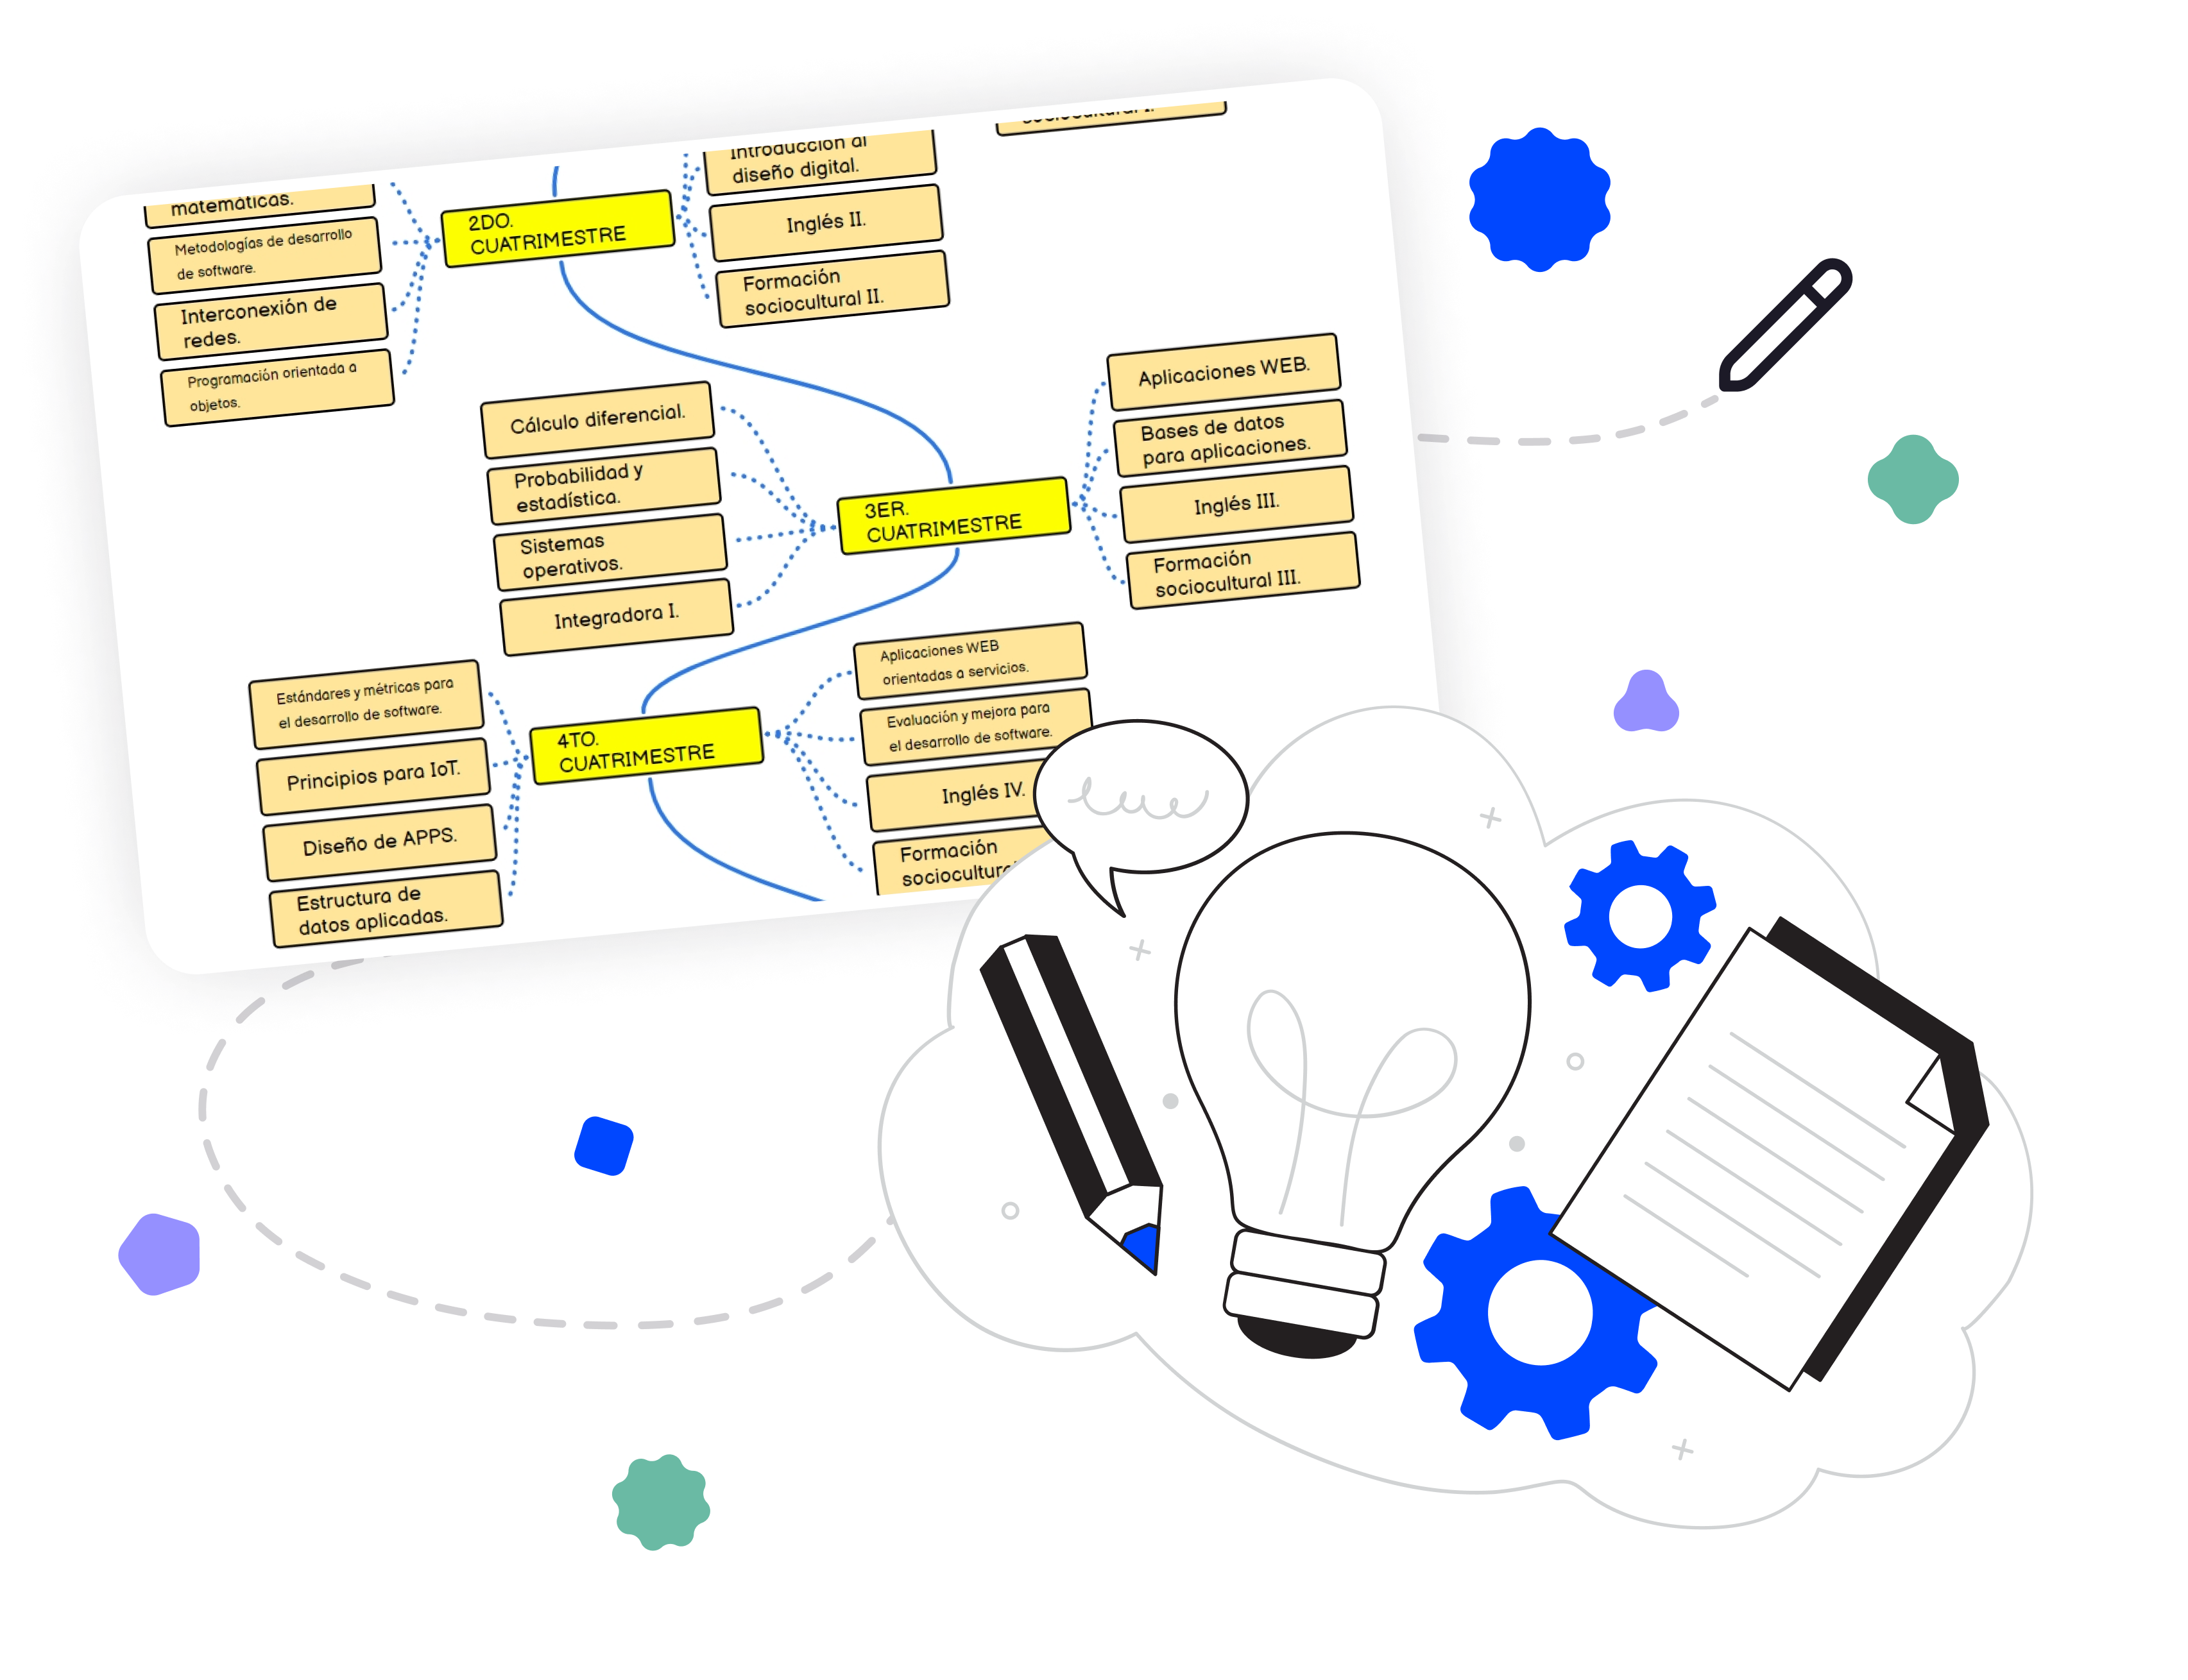 sociocultural I.
matemáticas.
Metodologías de desarrollo
de software.
Interconexión de
redes.
Programación orientada a
objetos.
2DO.
CUATRIMESTRE
Introducción al
diseño digital.
Inglés II.
Formación
sociocultural II.
Cálculo diferencial.
Probabilidad y
estadística.
Sistemas
operativos.
Integradora I.
3ER.
CUATRIMESTRE
Aplicaciones WEB.
Bases de datos
para aplicaciones.
Inglés III.
Formación
sociocultural III.
Estándares y métricas para
el desarrollo de software.
Principios para IoT.
Diseño de APPS.
Estructura de
datos aplicadas.
4TO.
CUATRIMESTRE
Aplicaciones WEB
orientadas a servicios.
Evaluación y mejora para
el desarrollo de software.
Inglés IV.
Formación